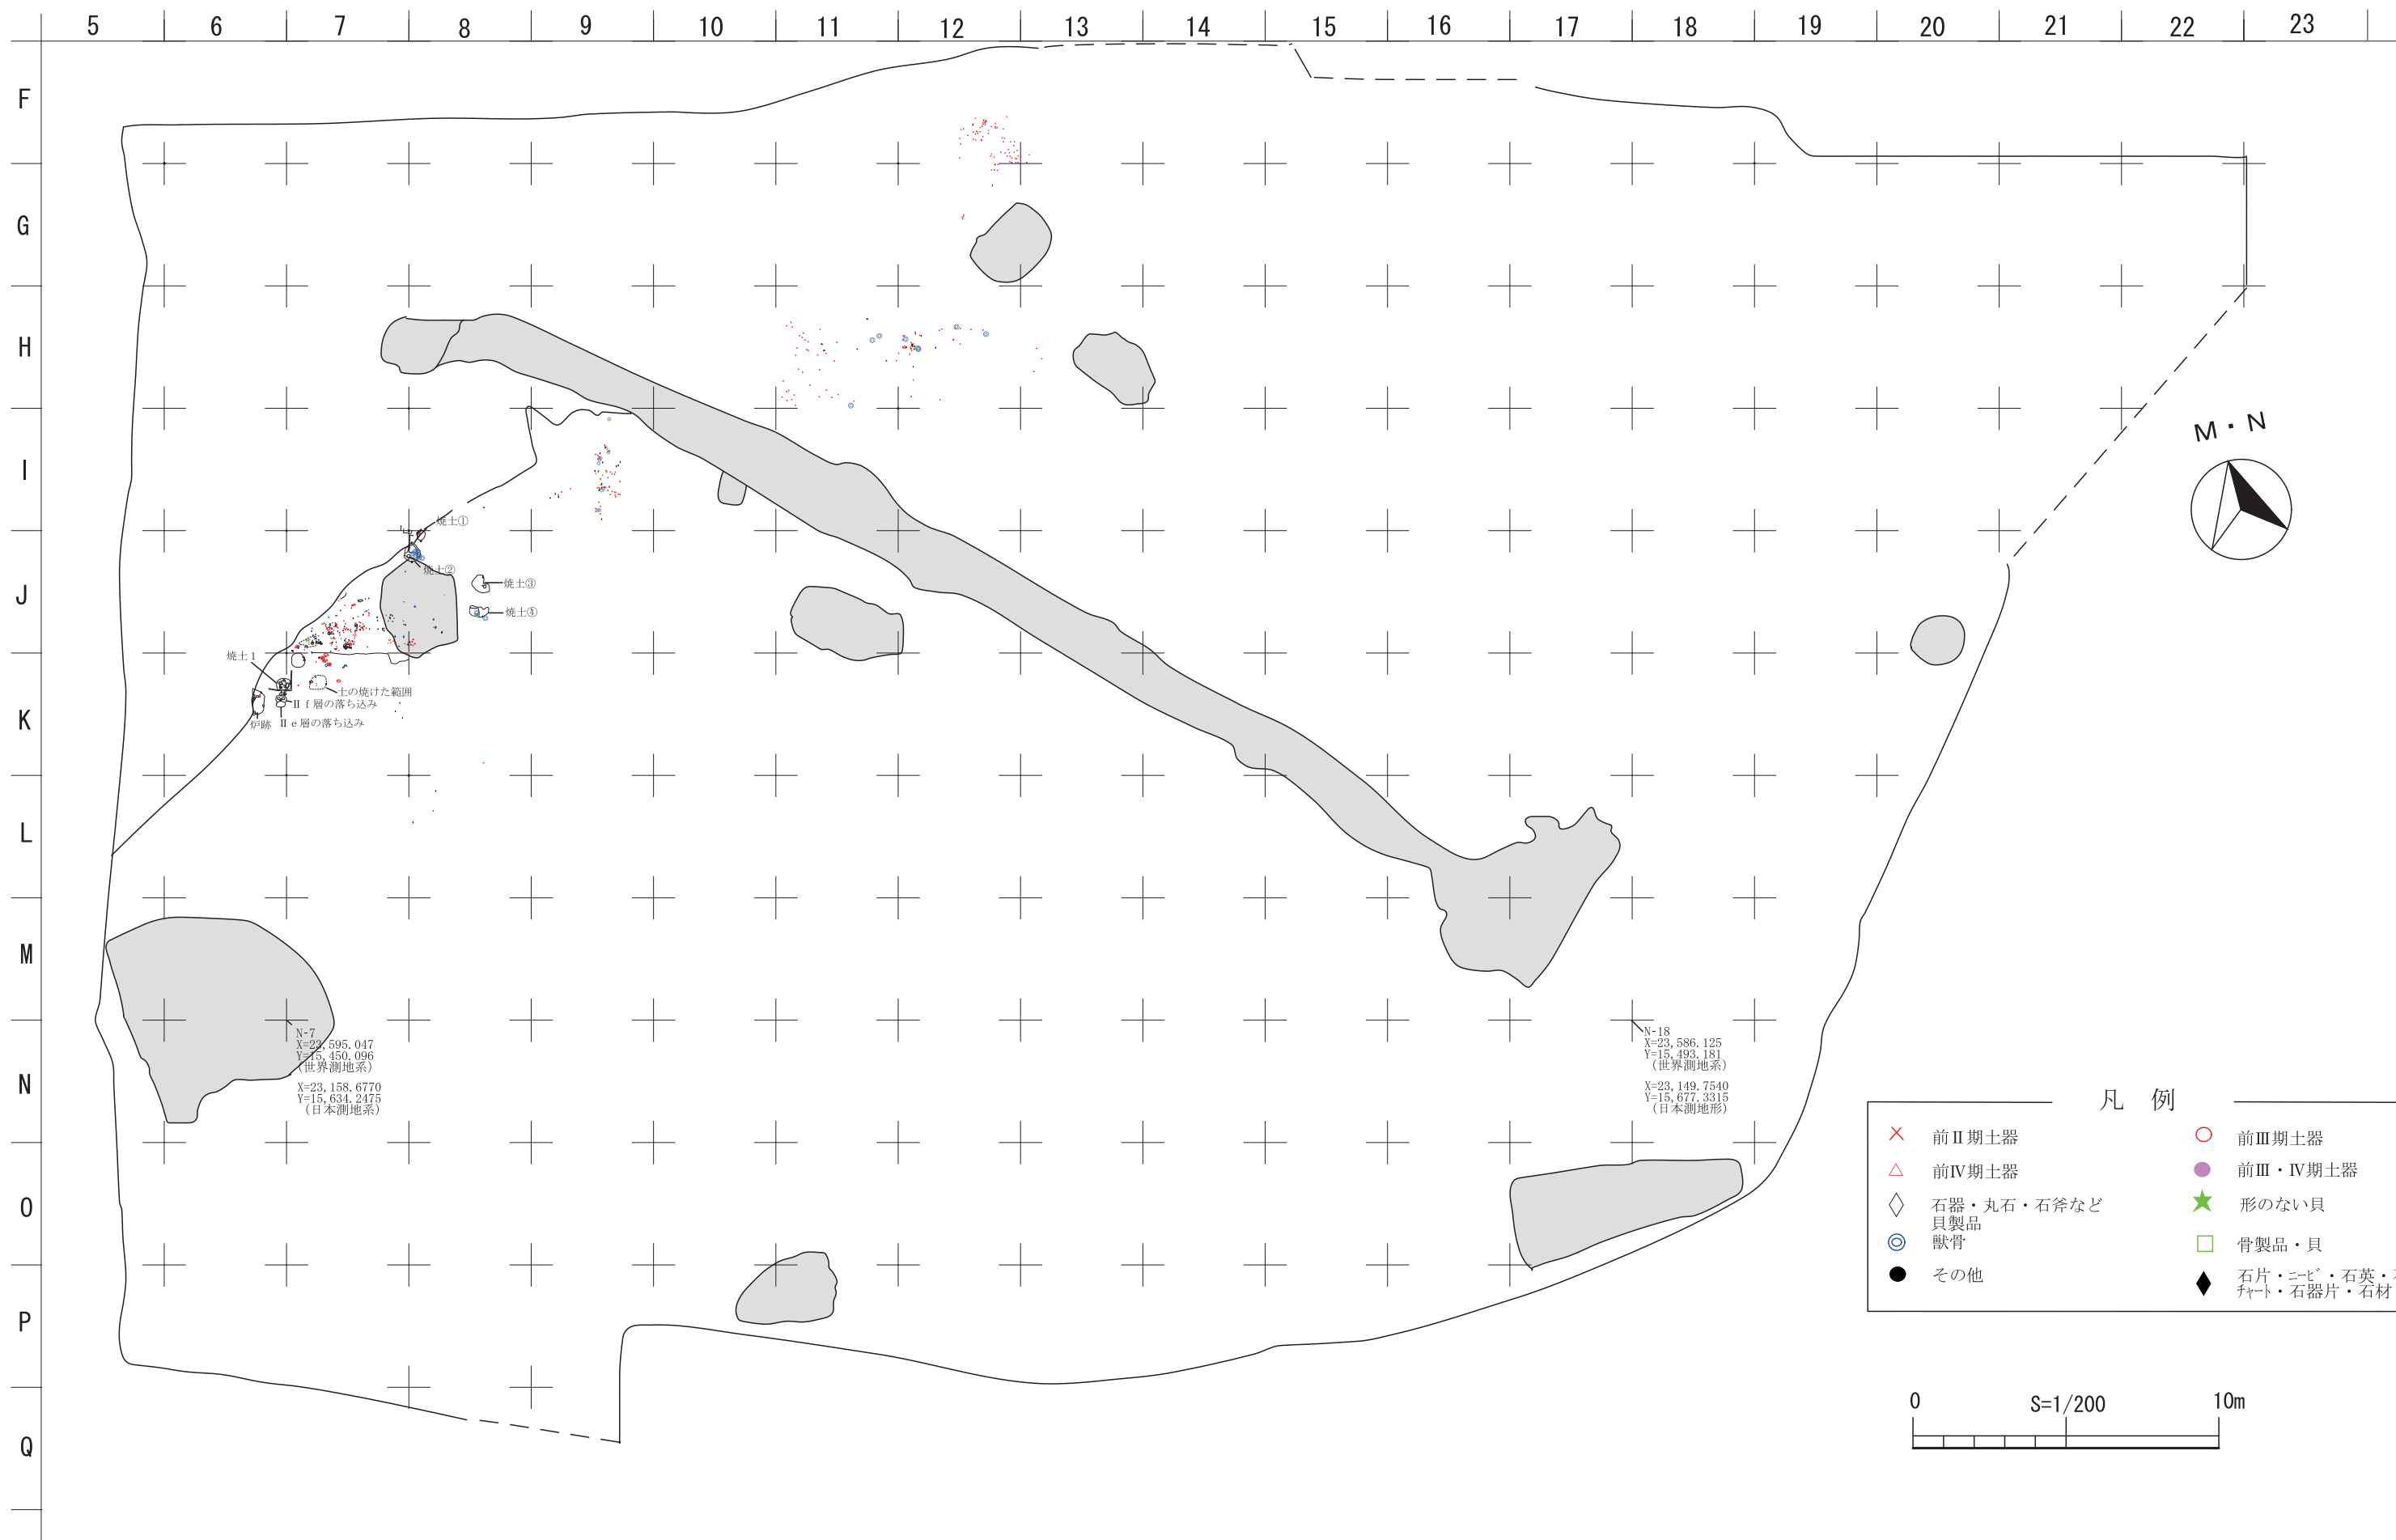 5 6 7 8 9 10 11 12 13 14 15 16 17 18 19 20 21 22 23
F
G
H
I
J
K
L
M
N
O
P
Q
M・N
焼土①
焼土②
焼土③
焼土④
焼土1
土の焼けた範囲
Ⅱf層の落ち込み
炉跡
Ⅱe層の落ち込み
N-7
X=23,595.047
Y=15,450.096
(世界測地系)
X=23,158.6770
Y=15,634.2475
(日本測地系)
N-18
X=23,586.125
Y=15,493.181
(世界測地系)
X=23,149.7540
Y=15,677.3315
(日本測地形)
凡 例
前Ⅱ期土器
前Ⅲ期土器
前Ⅳ期土器
前Ⅲ・Ⅳ期土器
石器・丸石・石斧など
貝製品
形のない貝
獣骨
骨製品・貝
その他
石片・ニービ・石英・
チャート・石器片・石材
0 S=1/200 10m